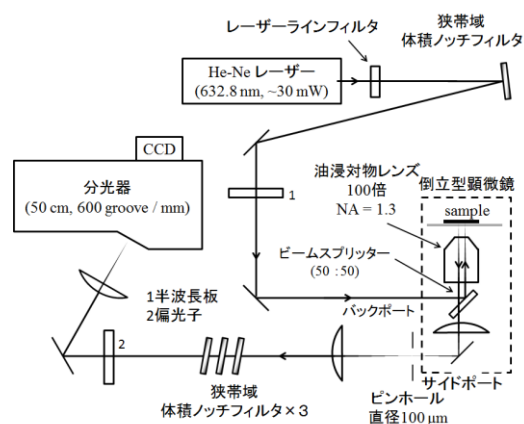 レーザーラインフィルタ
狭帯域
体積ノッチフィルタ
He-Ne レーザー
(632.8 nm, ~30 mW)
CCD
分光器
(50 cm, 600 groove / mm)
1
油浸対物レンズ
100倍
NA = 1.3
倒立型顕微鏡
sample
ビームスプリッター
(50 :50)
バックポート
1半波長板
2偏光子
2
狭帯域
体積ノッチフィルタ×3
ピンホール
直径100 μm
サイドポート